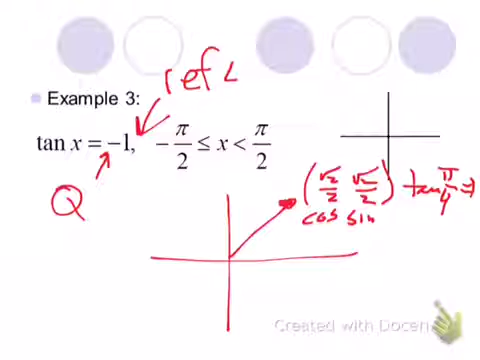 ref ∠
Example 3:
tan x = −1, −π/2 ≤ x < π/2
Q
(√2/2 √2/2) tan π/4 ⇒
cos sin
Created with Docen